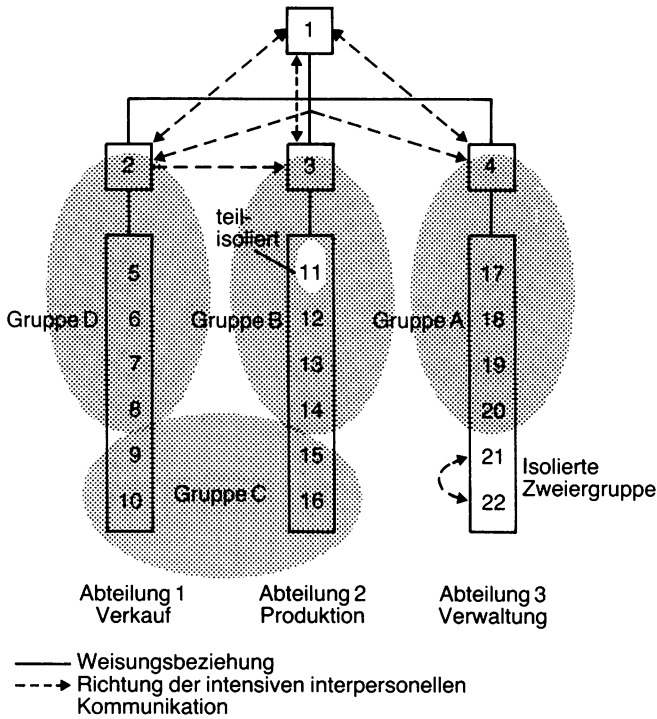 1
2
3
4
teil-
isoliert
5
11
17
Gruppe D
6
Gruppe B
12
Gruppe A
18
7
13
19
8
14
20
9
15
21
Isolierte
Zweiergruppe
10
Gruppe C
16
22
Abteilung 1
Verkauf
Abteilung 2
Produktion
Abteilung 3
Verwaltung
Weisungsbeziehung
Richtung der intensiven interpersonellen
Kommunikation